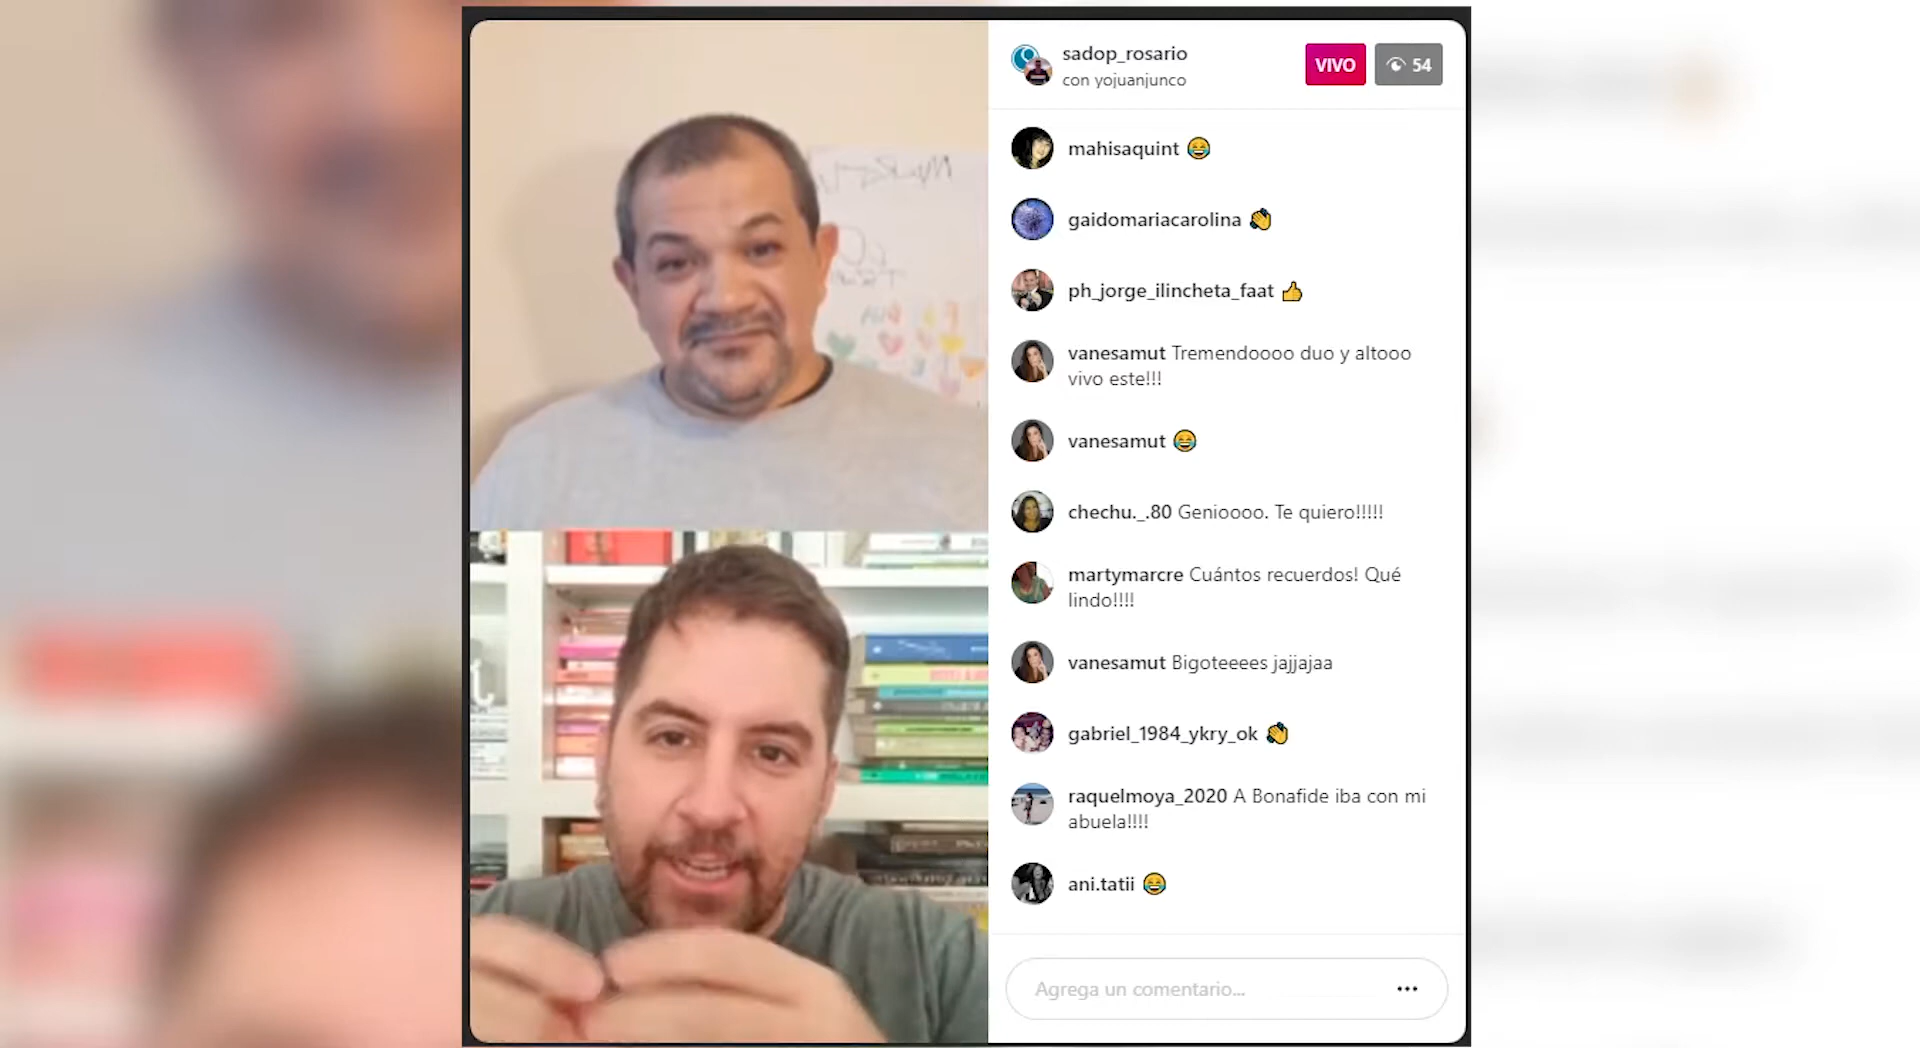 sadop_rosario
con yojuanjunco
VIVO
54
mahisaquint 😂
gaidomariacarolina 👏
ph_jorge_ilincheta_faat 👍
vanesamut Tremendoooo duo y altooo
vivo este!!!
vanesamut 😂
chechu._.80 Genioooo. Te quiero!!!!!
martymarcre Cuántos recuerdos! Qué
lindo!!!!
vanesamut Bigoteeees jajjajaa
gabriel_1984_ykry_ok 👏
raquelmoya_2020 A Bonafide iba con mi
abuela!!!!
ani.tatii 😂
Agrega un comentario...